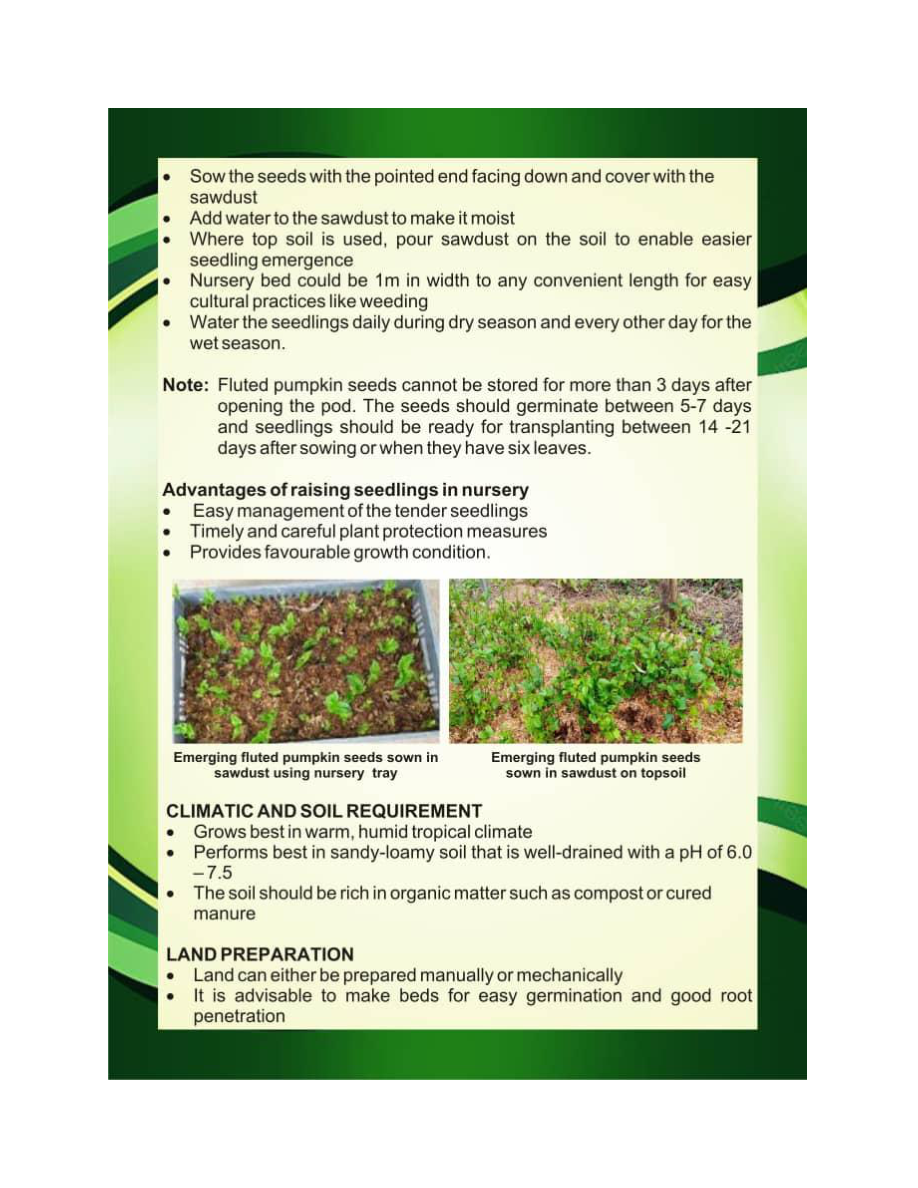 • Sow the seeds with the pointed end facing down and cover with the
sawdust
• Add water to the sawdust to make it moist
• Where top soil is used, pour sawdust on the soil to enable easier
seedling emergence
• Nursery bed could be 1m in width to any convenient length for easy
cultural practices like weeding
• Water the seedlings daily during dry season and every other day for the
wet season.
Note: Fluted pumpkin seeds cannot be stored for more than 3 days after
opening the pod. The seeds should germinate between 5-7 days
and seedlings should be ready for transplanting between 14 -21
days after sowing or when they have six leaves.
Advantages of raising seedlings in nursery
• Easy management of the tender seedlings
• Timely and careful plant protection measures
• Provides favourable growth condition.
Emerging fluted pumpkin seeds sown in
sawdust using nursery tray
Emerging fluted pumpkin seeds
sown in sawdust on topsoil
CLIMATIC AND SOIL REQUIREMENT
• Grows best in warm, humid tropical climate
• Performs best in sandy-loamy soil that is well-drained with a pH of 6.0
– 7.5
• The soil should be rich in organic matter such as compost or cured
manure
LAND PREPARATION
• Land can either be prepared manually or mechanically
• It is advisable to make beds for easy germination and good root
penetration